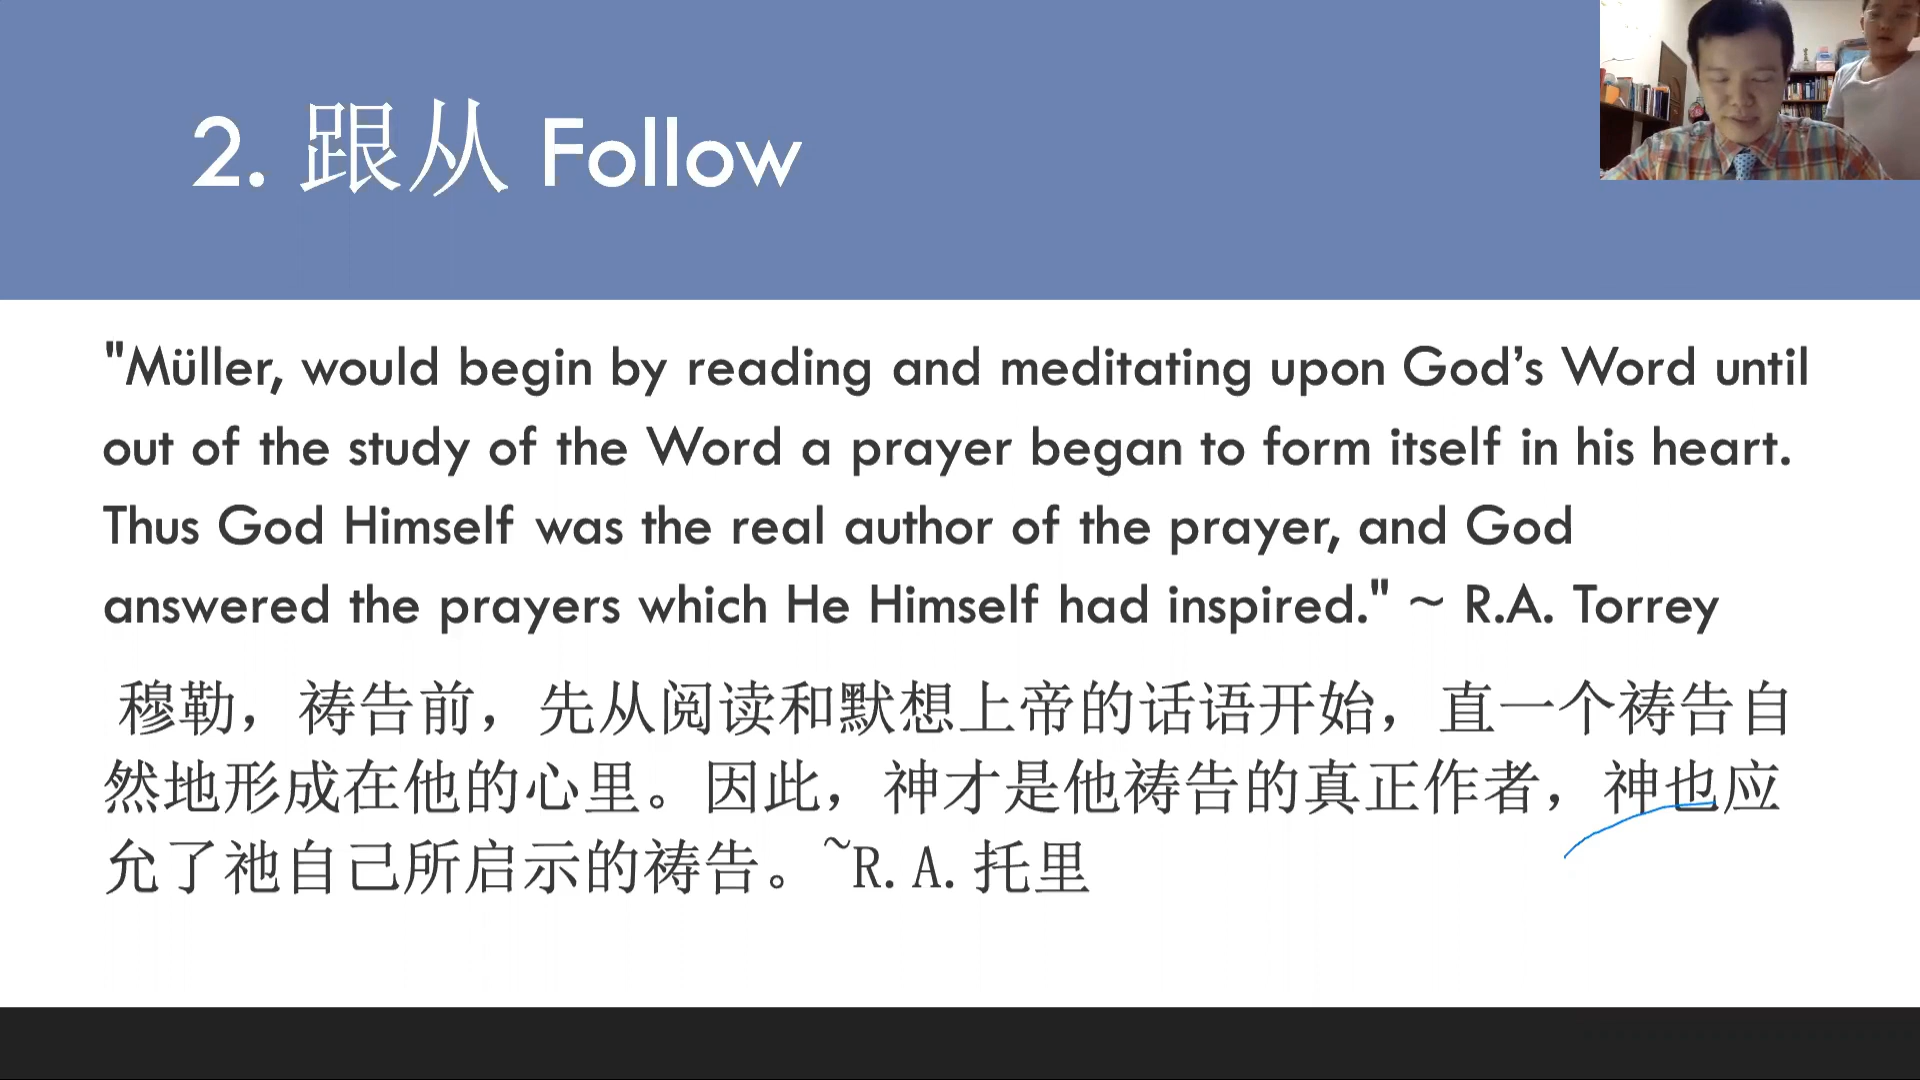 2. 跟从 Follow
"Müller, would begin by reading and meditating upon God’s Word until
out of the study of the Word a prayer began to form itself in his heart.
Thus God Himself was the real author of the prayer, and God
answered the prayers which He Himself had inspired." ~ R.A. Torrey
穆勒，祷告前，先从阅读和默想上帝的话语开始，直一个祷告自
然地形成在他的心里。因此，神才是他祷告的真正作者，神也应
允了祂自己所启示的祷告。~R.A.托里